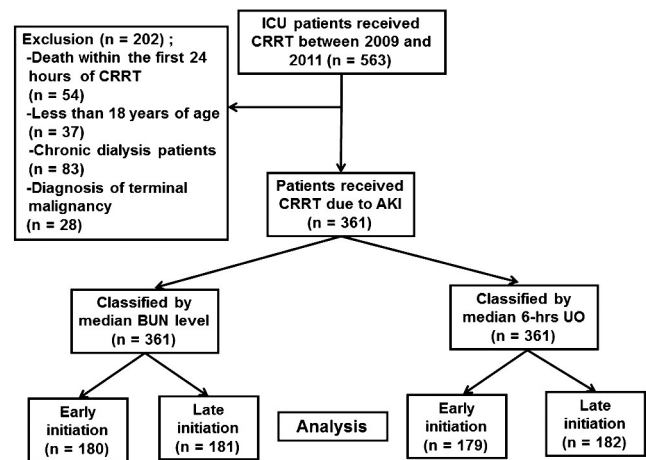 ICU patients received
CRRT between 2009 and
2011 (n = 563)
Exclusion (n = 202) ;
-Death within the first 24
hours of CRRT
(n = 54)
-Less than 18 years of age
(n = 37)
-Chronic dialysis patients
(n = 83)
-Diagnosis of terminal
malignancy
(n = 28)
Patients received
CRRT due to AKI
(n = 361)
Classified by
median BUN level
(n = 361)
Classified by
median 6-hrs UO
(n = 361)
Early
initiation
(n = 180)
Late
initiation
(n = 181)
Analysis
Early
initiation
(n = 179)
Late
initiation
(n = 182)